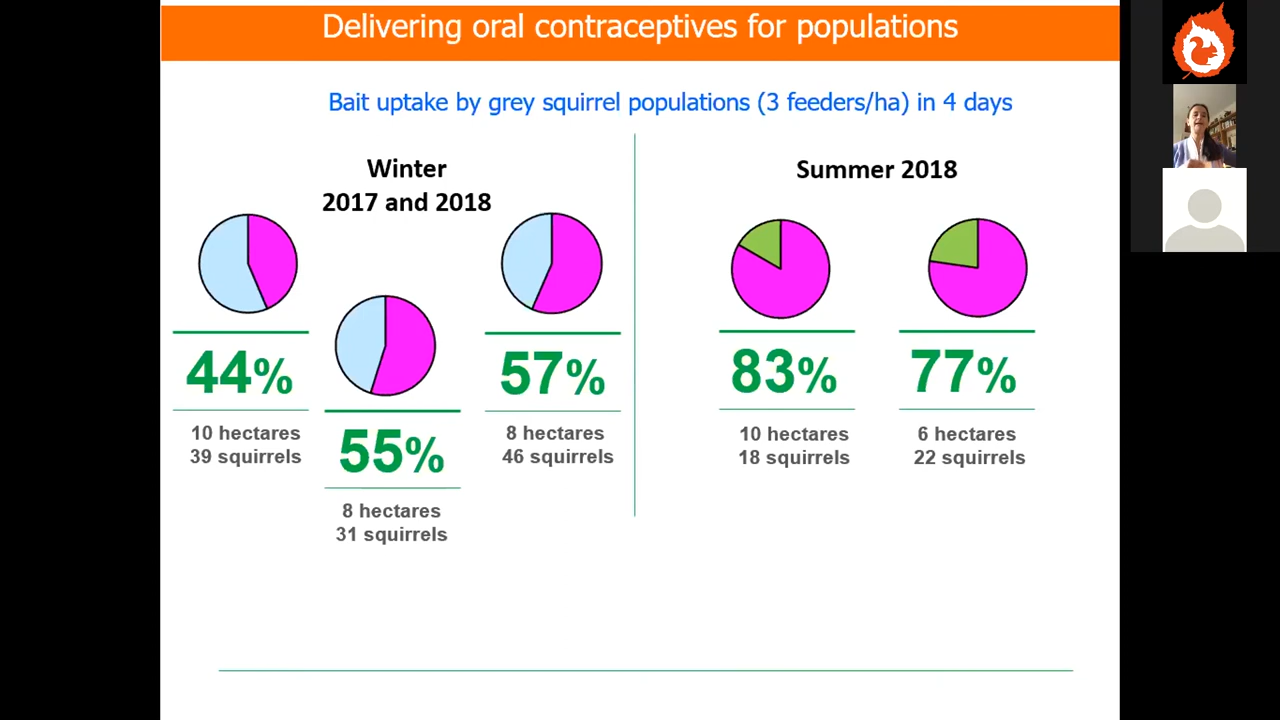 Delivering oral contraceptives for populations
Bait uptake by grey squirrel populations (3 feeders/ha) in 4 days
Winter
2017 and 2018
44%
10 hectares
39 squirrels
55%
8 hectares
31 squirrels
57%
8 hectares
46 squirrels
Summer 2018
83%
10 hectares
18 squirrels
77%
6 hectares
22 squirrels